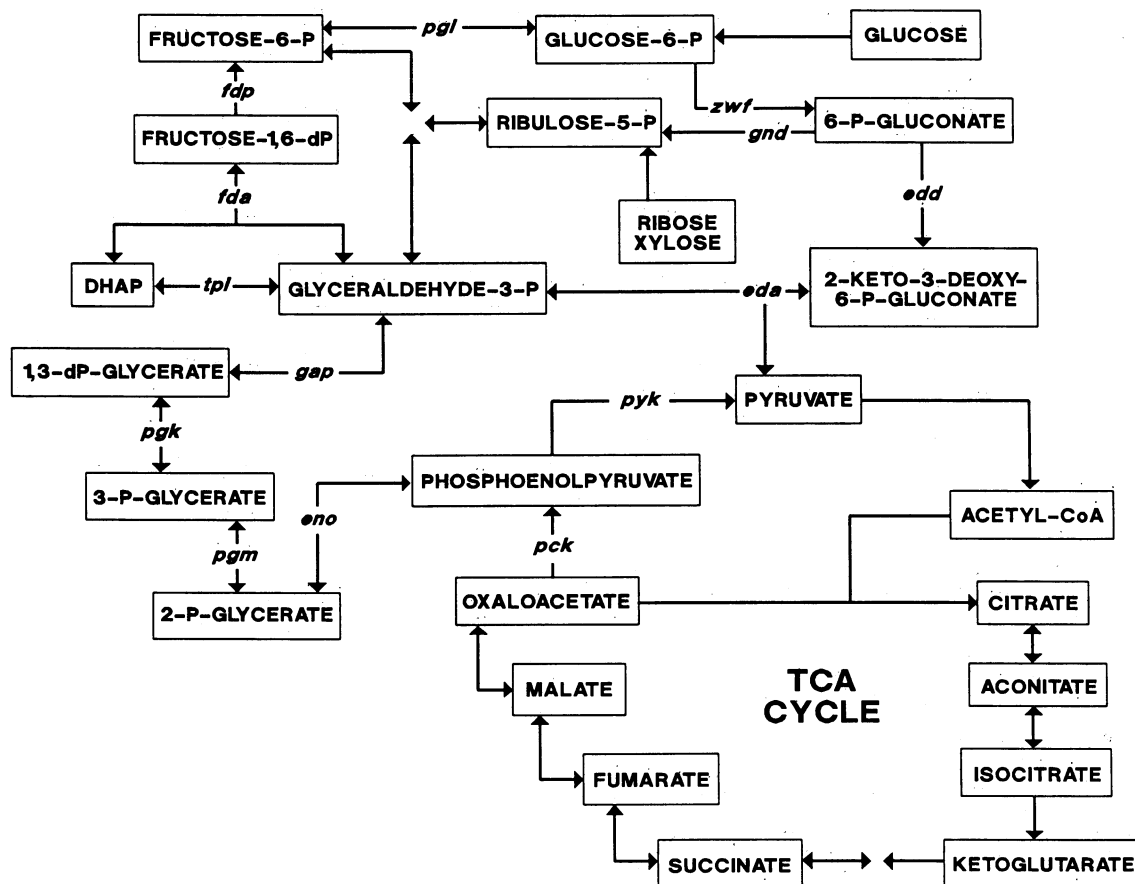 FRUCTOSE-6-P
pgl
GLUCOSE-6-P
GLUCOSE
fdp
zwf
FRUCTOSE-1,6-dP
RIBULOSE-5-P
gnd
6-P-GLUCONATE
fda
edd
RIBOSE
XYLOSE
DHAP
tpl
GLYCERALDEHYDE-3-P
eda
2-KETO-3-DEOXY-
6-P-GLUCONATE
1,3-dP-GLYCERATE
gap
pyk
PYRUVATE
pgk
PHOSPHOENOLPYRUVATE
3-P-GLYCERATE
eno
ACETYL-CoA
pgm
pck
2-P-GLYCERATE
OXALOACETATE
CITRATE
MALATE
TCA
CYCLE
ACONITATE
FUMARATE
ISOCITRATE
SUCCINATE
KETOGLUTARATE